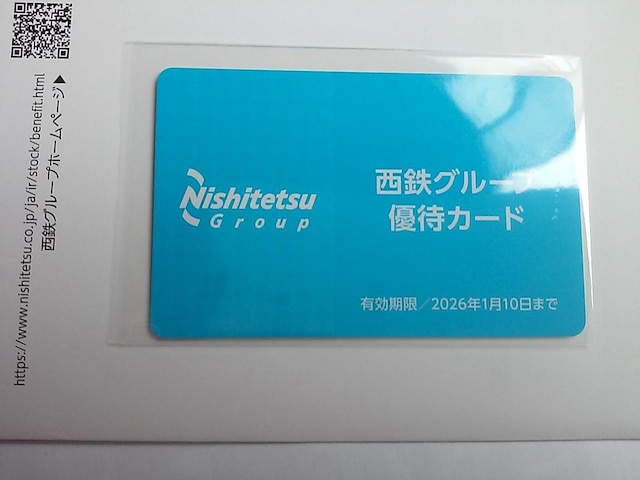 https://www.nishitetsu.co.jp/ja/ir/stock/benefit.html
西鉄グループホームページ▶
Nishitetsu
Group
西鉄グループ
優待カード
有効期限／2026年1月10日まで